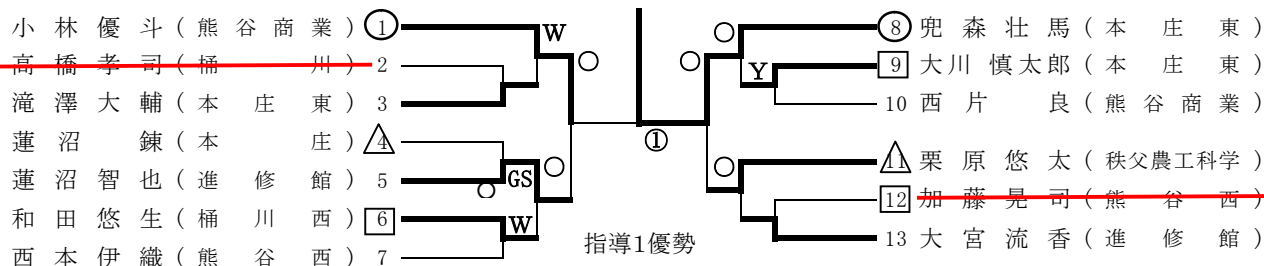 小林優斗(熊谷商業) 1
高橋孝司(桶川) 2
滝澤大輔(本庄東) 3
蓮沼錬(本庄) 4
蓮沼智也(進修館) 5
和田悠生(桶川西) 6
西本伊織(熊谷西) 7
W
GS
W
①
指導1優勢
Y
8 兜森壮馬(本庄東)
9 大川慎太郎(本庄東)
10 西片良(熊谷商業)
11 栗原悠太(秩父農工科学)
12 加藤晃司(熊谷西)
13 大宮流香(進修館)